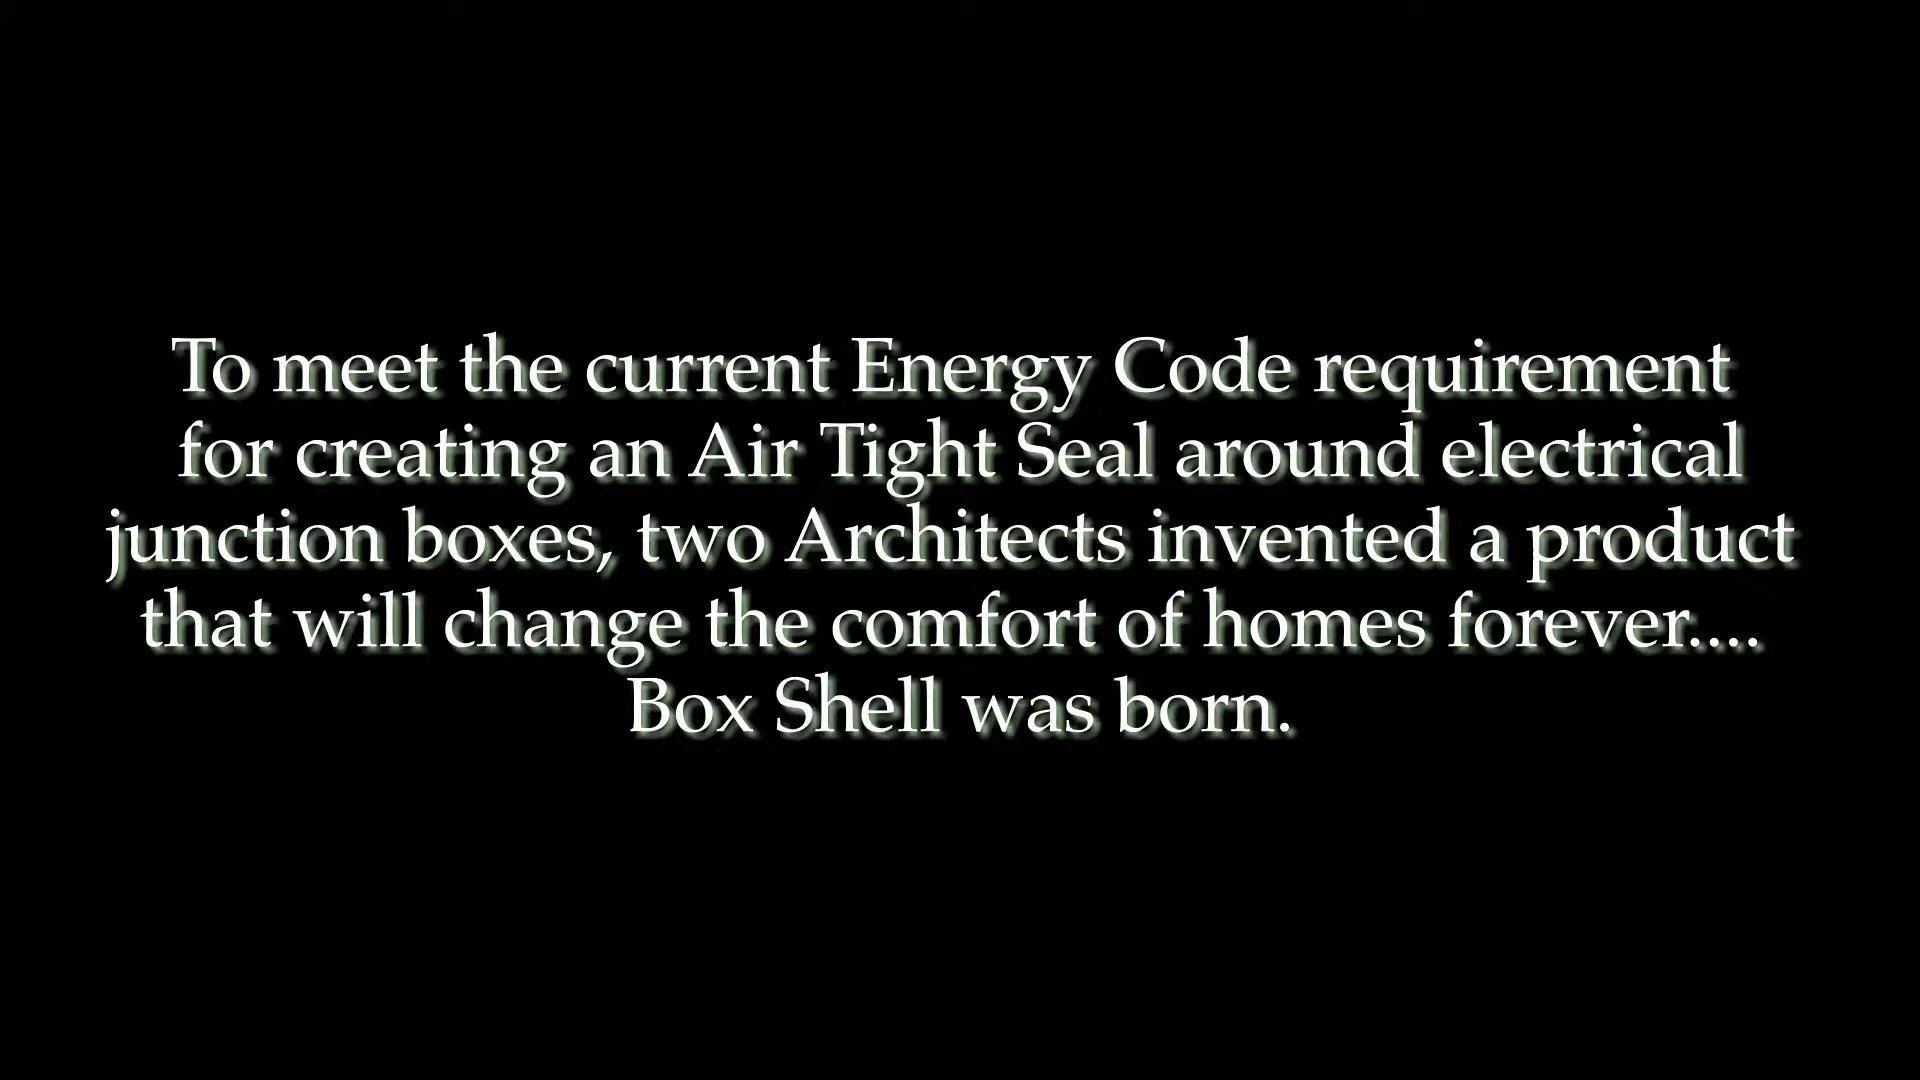 To meet the current Energy Code requirement
for creating an Air Tight Seal around electrical
junction boxes, two Architects invented a product
that will change the comfort of homes forever....
Box Shell was born.